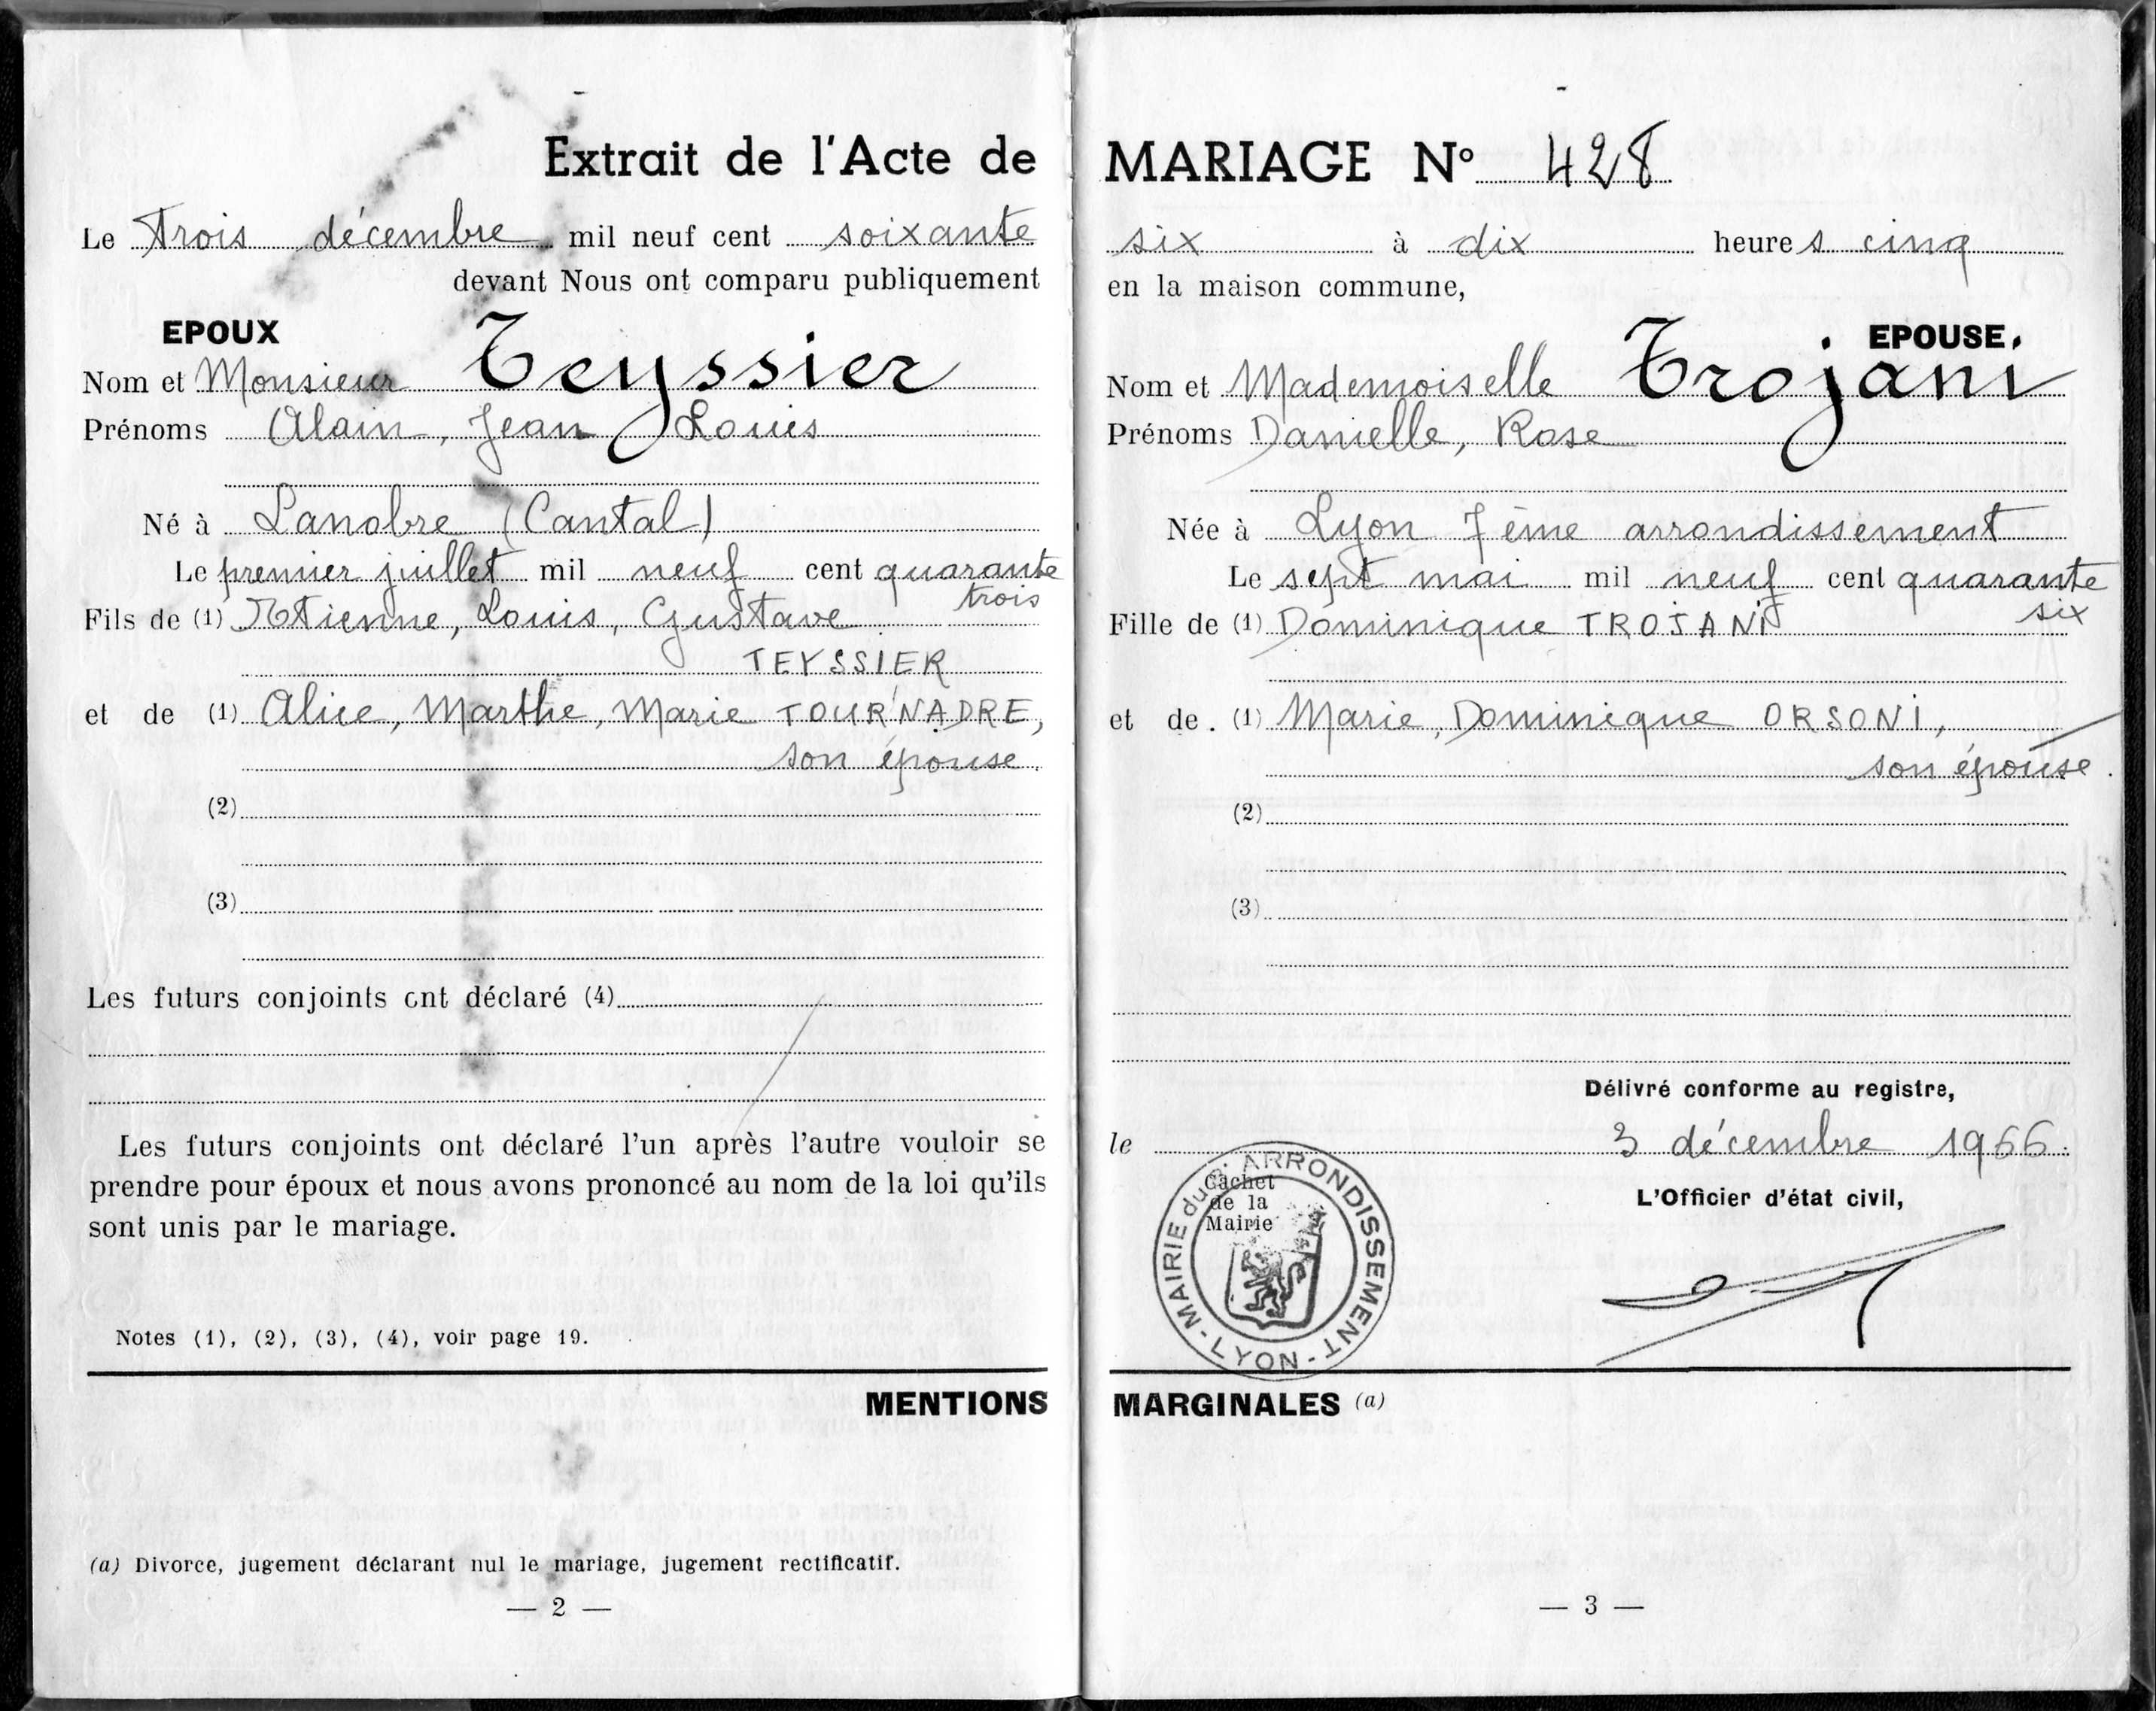 Extrait de l'Acte de
Le Trois décembre mil neuf cent soixante
devant Nous ont comparu publiquement
EPOUX
Nom et Monsieur Teyssier
Prénoms Alain, Jean Louis
Né à Lanobre (Cantal)
Le premier juillet mil neuf cent quarante
trois
Fils de (1) Etienne, Louis, Gustave
TEYSSIER
et de (1) Alice, Marthe, Marie TOURNADRE,
son épouse.
(2)
(3)
Les futurs conjoints ont déclaré (4)
Les futurs conjoints ont déclaré l'un après l'autre vouloir se
prendre pour époux et nous avons prononcé au nom de la loi qu'ils
sont unis par le mariage.
Notes (1), (2), (3), (4), voir page 19.
MENTIONS
(a) Divorce, jugement déclarant nul le mariage, jugement rectificatif.
— 2 —
MARIAGE N° 428
six à dix heures cinq
en la maison commune,
EPOUSE.
Nom et Mademoiselle Trojani
Prénoms Danielle, Rose
Née à Lyon 7ème arrondissement
Le sept mai mil neuf cent quarante
six
Fille de (1) Dominique TROJANI
et de. (1) Marie, Dominique ORSONI,
son épouse.
(2)
(3)
Délivré conforme au registre,
le 3 décembre 1966.
L'Officier d'état civil,
Cachet
de la
Mairie
MAIRIE du ARRONDISSEMENT - LYON -
MARGINALES (a)
— 3 —